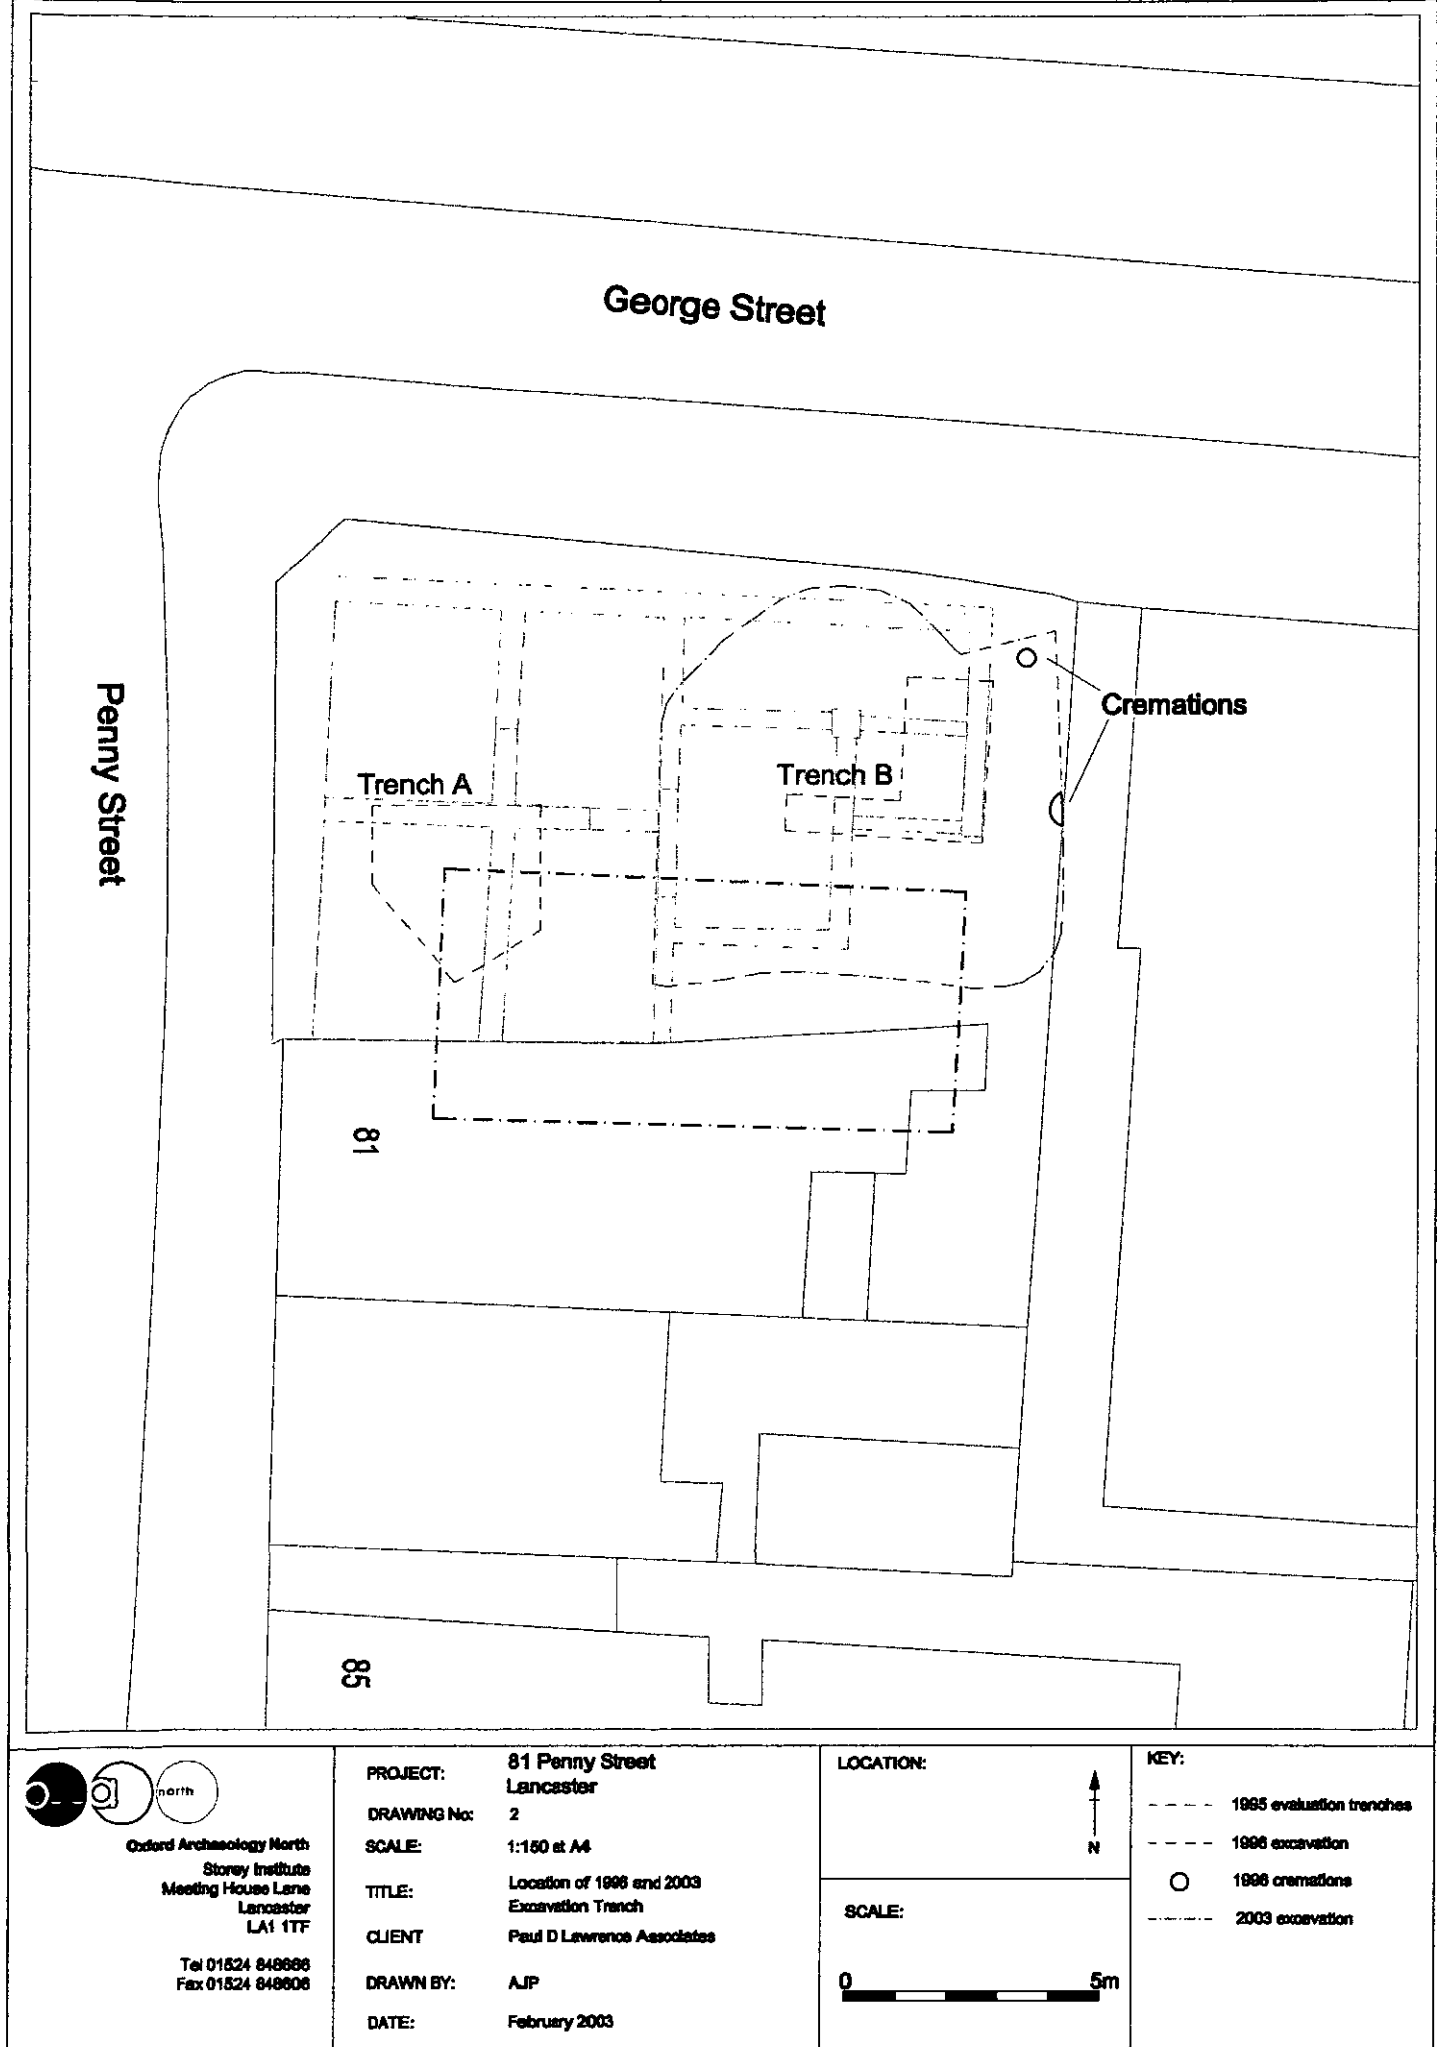 George Street
Penny Street
Cremations
Trench A
Trench B
81
85
north
Oxford Archaeology North
Storey Institute
Meeting House Lane
Lancaster
LA1 1TF
Tel 01524 848666
Fax 01524 848606
PROJECT: 81 Penny Street
Lancaster
DRAWING No: 2
SCALE: 1:150 at A4
TITLE: Location of 1996 and 2003
Excavation Trench
CLIENT Paul D Lawrence Associates
DRAWN BY: AJP
DATE: February 2003
LOCATION:
N
SCALE:
0 5m
KEY:
1995 evaluation trenches
1996 excavation
1996 cremations
2003 excavation